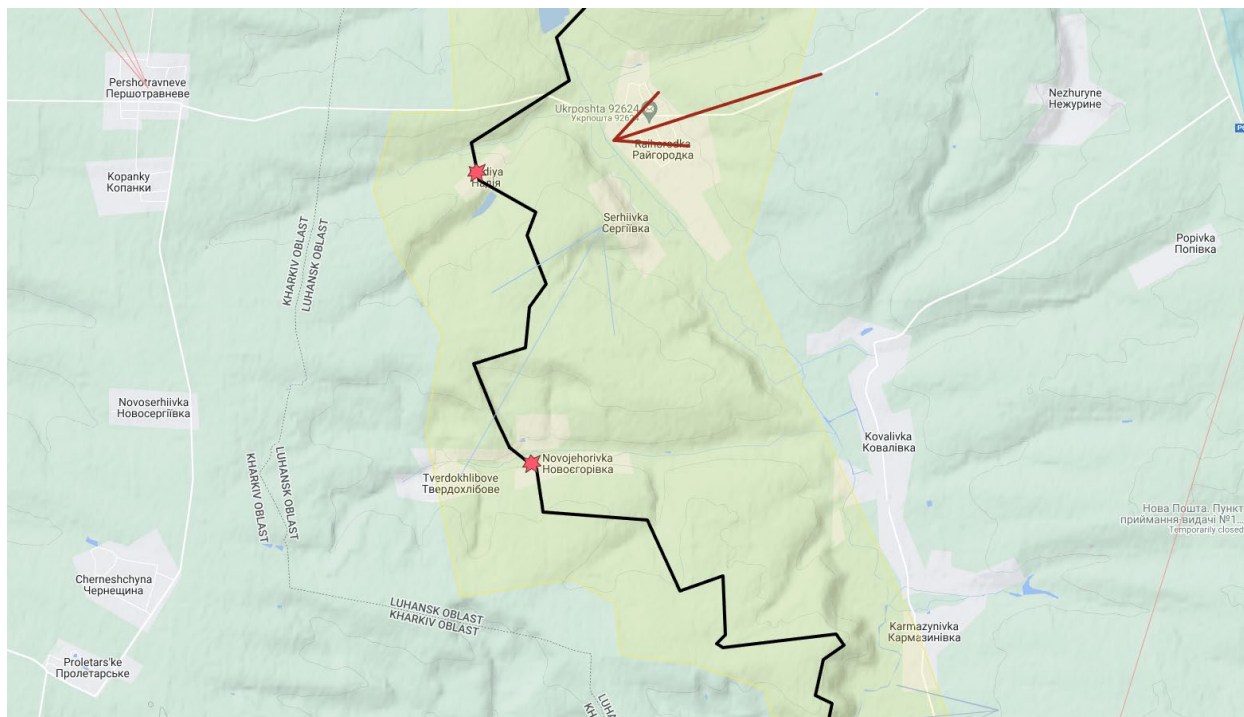 Pershotravneve
Першотравневе
Ukrposhta 92624
Укрпошта 92624
Nezhuryne
Нежурине
Raihorodka
Райгородка
Kopanky
Копанки
Надія
Serhiivka
Сергіївка
KHARKIV OBLAST
LUHANSK OBLAST
Popivka
Попівка
Novoserhiivka
Новосергіївка
Kovalivka
Ковалівка
Novojehorivka
Новоєгорівка
Tverdokhlibove
Твердохлібове
LUHANSK OBLAST
KHARKIV OBLAST
Нова Пошта. Пункт
приймання-видачі №1...
Temporarily closed
Cherneshchyna
Чернещина
LUHANSK OBLAST
KHARKIV OBLAST
Karmazynivka
Кармазинівка
Proletars'ke
Пролетарське